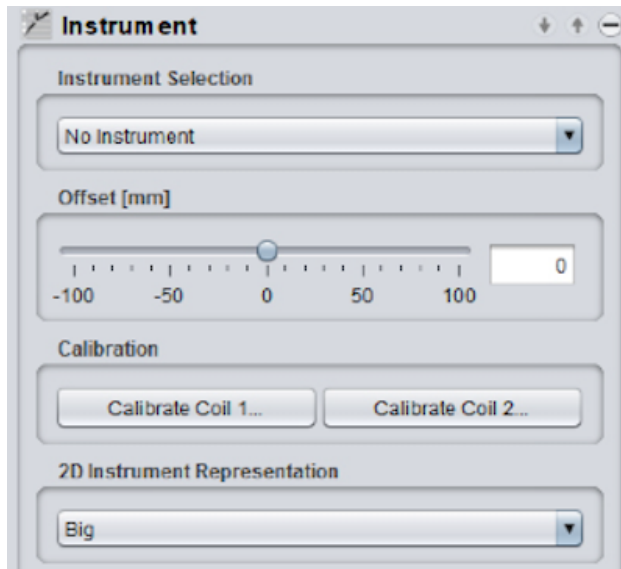 Instrument
Instrument Selection
No Instrument
Offset [mm]
0
-100 -50 0 50 100
Calibration
Calibrate Coil 1... Calibrate Coil 2...
2D Instrument Representation
Big